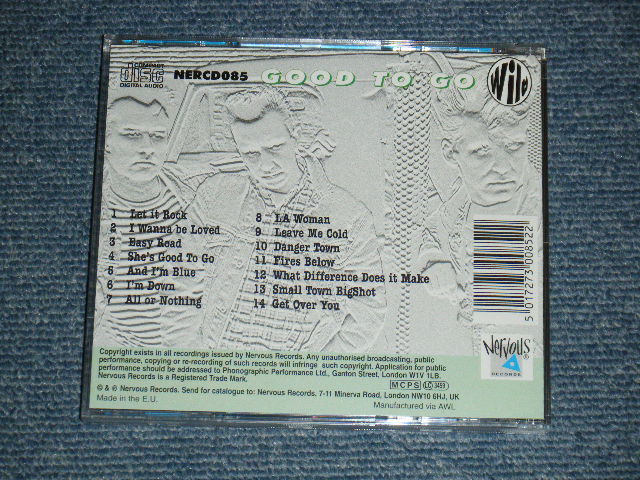 COMPACT
disc
DIGITAL AUDIO
NERCD085
GOOD TO GO
Wild
1 Let it Rock
2 I Wanna be Loved
3 Easy Road
4 She's Good To Go
5 And I'm Blue
6 I'm Down
7 All or Nothing
8 LA Woman
9 Leave Me Cold
10 Danger Town
11 Fires Below
12 What Difference Does it Make
13 Small Town BigShot
14 Get Over You
5 017273 008522
Nervous
RECORDS
Copyright exists in all recordings issued by Nervous Records. Any unauthorised broadcasting, public
performance, copying or re-recording of such records will infringe such copyright. Application for public
performance should be addressed to Phonographic Performance Ltd., Ganton Street, London W1V 1LB.
Nervous Records is a Registered Trade Mark.
MCPS LC 3459
© & ℗ Nervous Records. Send for catalogue to: Nervous Records, 7-11 Minerva Road, London NW10 6HJ, UK
Made in the E.U.
Manufactured via AWL